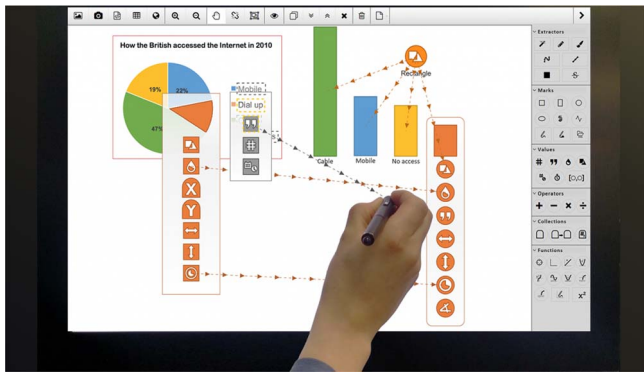 How the British accessed the Internet in 2010
Extractors
19%
22%
47%
Mobile
Dial up
Rectangle
Marks
Cable
Mobile
No access
Values
Operators
Collections
Functions
x²